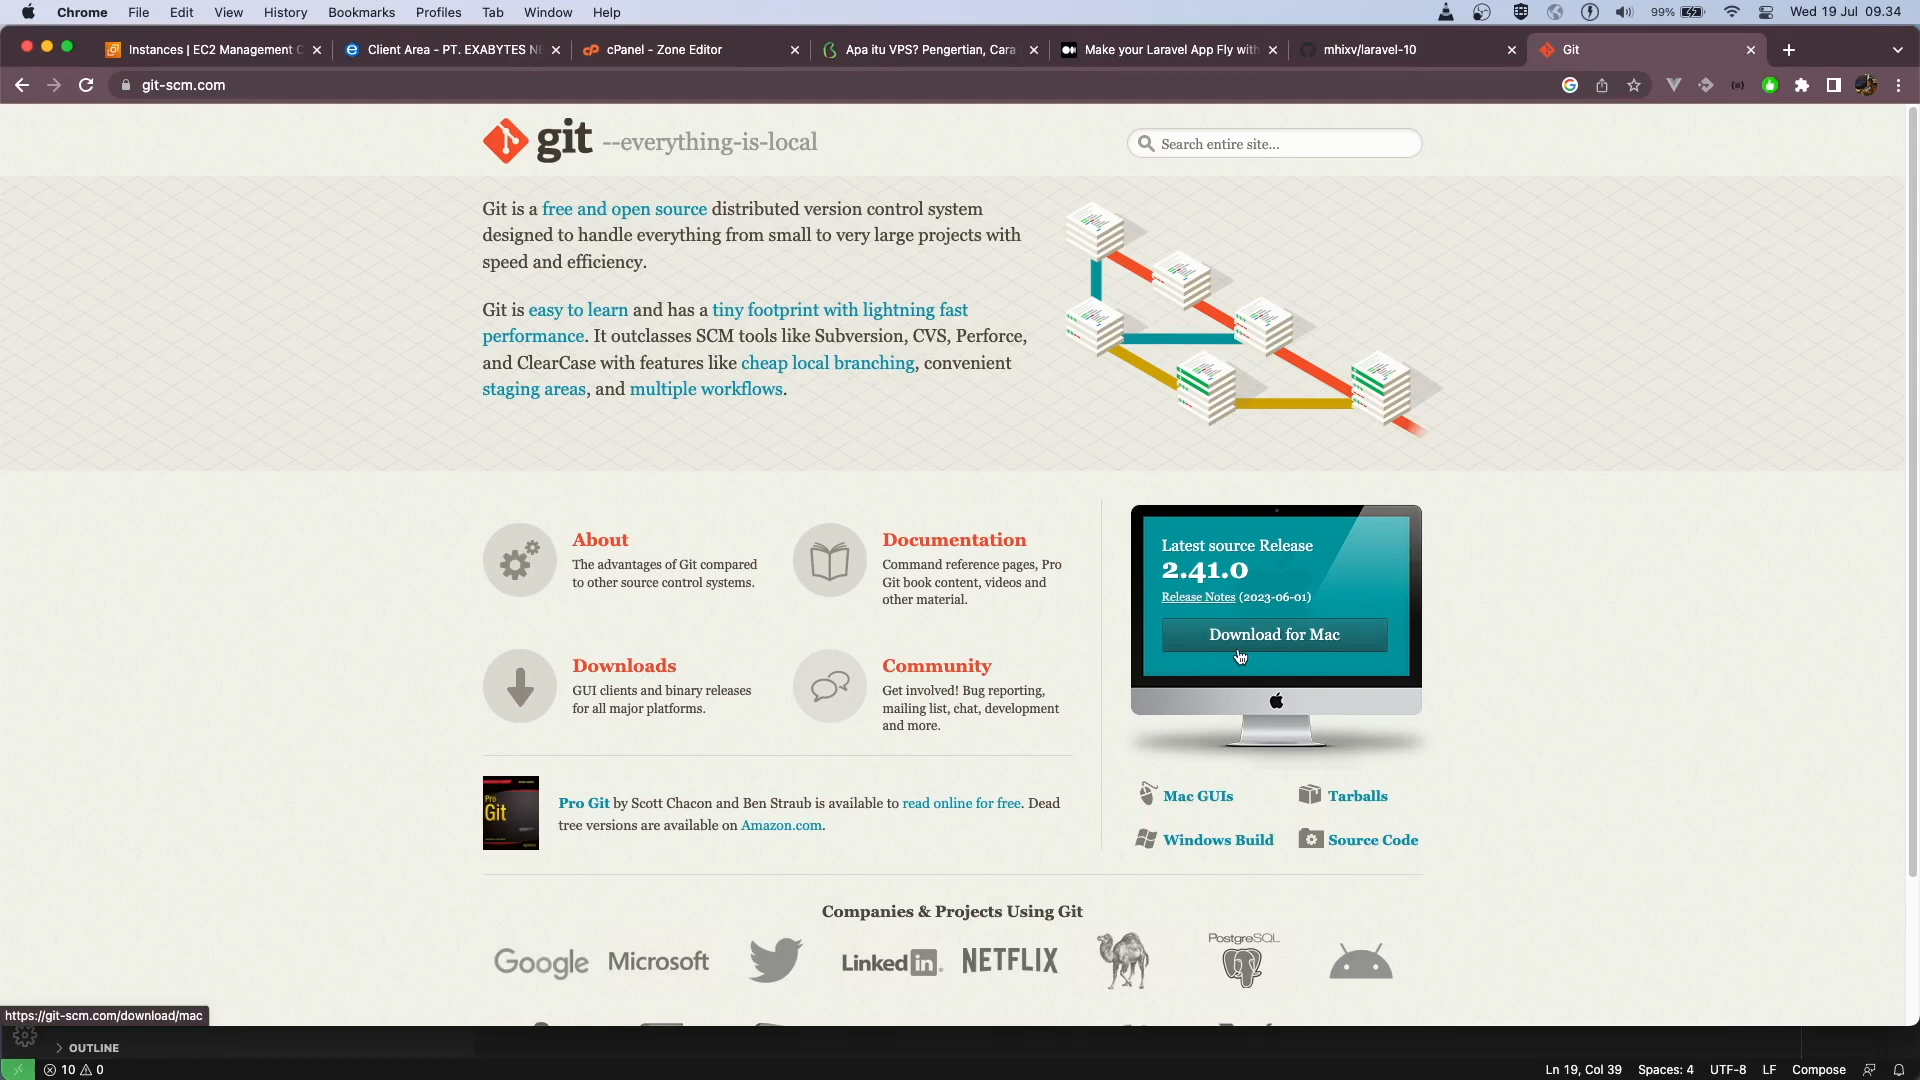 Chrome File Edit View History Bookmarks Profiles Tab Window Help 99% Wed 19 Jul 09.34
Instances | EC2 Management C Client Area - PT. EXABYTES NE cPanel - Zone Editor Apa itu VPS? Pengertian, Cara Make your Laravel App Fly with mhixv/laravel-10 Git
git-scm.com
git --everything-is-local
Search entire site...
Git is a free and open source distributed version control system
designed to handle everything from small to very large projects with
speed and efficiency.
Git is easy to learn and has a tiny footprint with lightning fast
performance. It outclasses SCM tools like Subversion, CVS, Perforce,
and ClearCase with features like cheap local branching, convenient
staging areas, and multiple workflows.
About
The advantages of Git compared
to other source control systems.
Documentation
Command reference pages, Pro
Git book content, videos and
other material.
Downloads
GUI clients and binary releases
for all major platforms.
Community
Get involved! Bug reporting,
mailing list, chat, development
and more.
Latest source Release
2.41.0
Release Notes (2023-06-01)
Download for Mac
Mac GUIs Tarballs
Windows Build Source Code
Pro
Git
Pro Git by Scott Chacon and Ben Straub is available to read online for free. Dead
tree versions are available on Amazon.com.
Companies & Projects Using Git
Google Microsoft LinkedIn NETFLIX PostgreSQL
https://git-scm.com/download/mac
OUTLINE
10 0 Ln 19, Col 39 Spaces: 4 UTF-8 LF Compose